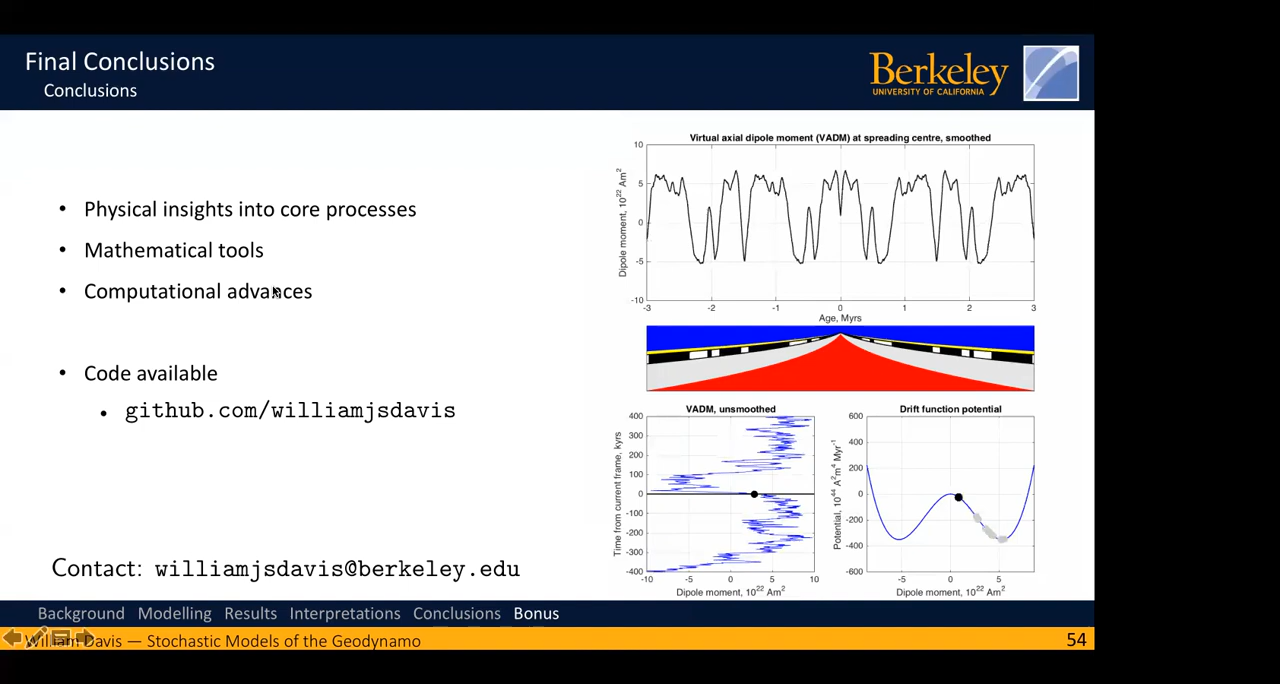 Final Conclusions
Conclusions
Berkeley
UNIVERSITY OF CALIFORNIA
• Physical insights into core processes
• Mathematical tools
• Computational advances
• Code available
• github.com/williamjsdavis
Contact: williamjsdavis@berkeley.edu
Virtual axial dipole moment (VADM) at spreading centre, smoothed
Dipole moment, 10²² Am²
10
5
0
-5
-10
-3 -2 -1 0 1 2 3
Age, Myrs
VADM, unsmoothed
Time from current frame, kyrs
400
300
200
100
0
-100
-200
-300
-400
-10 -5 0 5 10
Dipole moment, 10²² Am²
Drift function potential
Potential, 10⁴⁴ A²m⁴ Myr⁻¹
600
400
200
0
-200
-400
-600
-5 0 5
Dipole moment, 10²² Am²
Background Modelling Results Interpretations Conclusions Bonus
William Davis — Stochastic Models of the Geodynamo
54